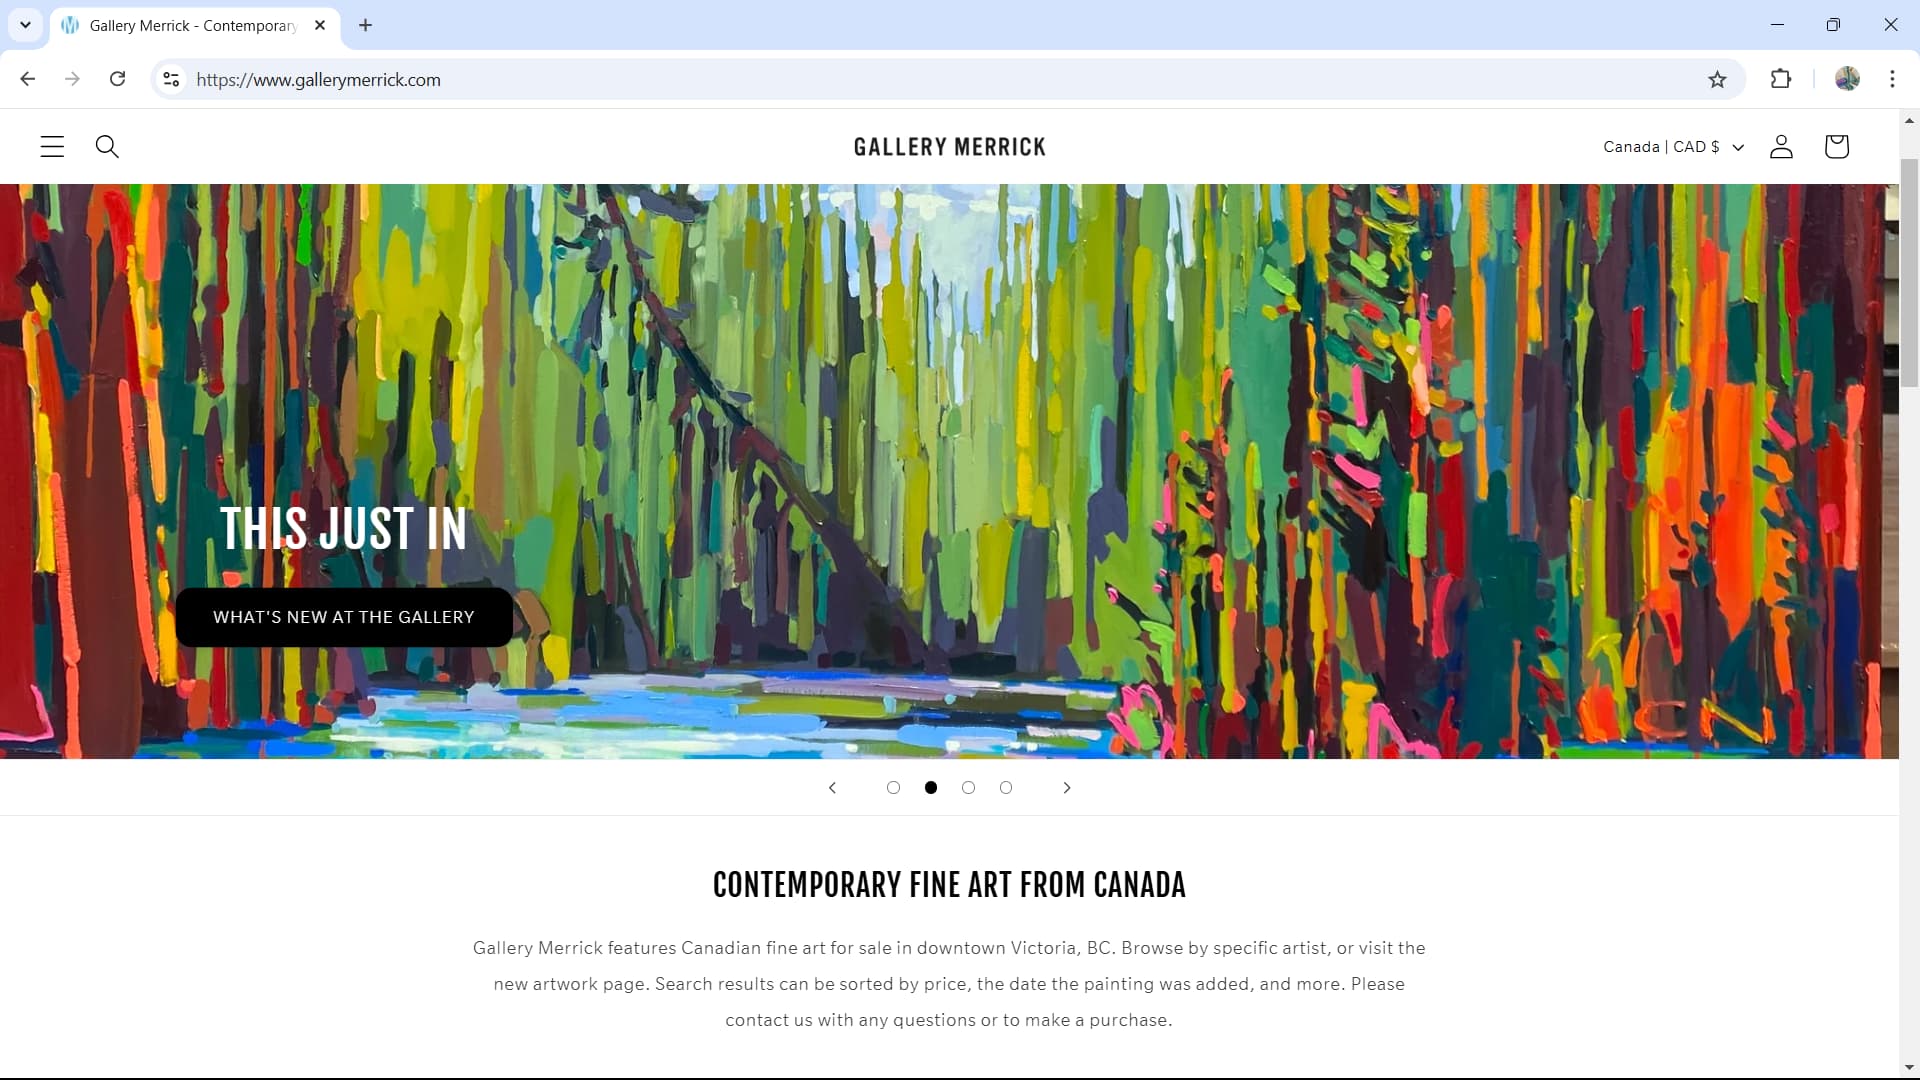 Gallery Merrick - Contemporary
https://www.gallerymerrick.com
GALLERY MERRICK
Canada | CAD $
THIS JUST IN
WHAT'S NEW AT THE GALLERY
CONTEMPORARY FINE ART FROM CANADA
Gallery Merrick features Canadian fine art for sale in downtown Victoria, BC. Browse by specific artist, or visit the
new artwork page. Search results can be sorted by price, the date the painting was added, and more. Please
contact us with any questions or to make a purchase.